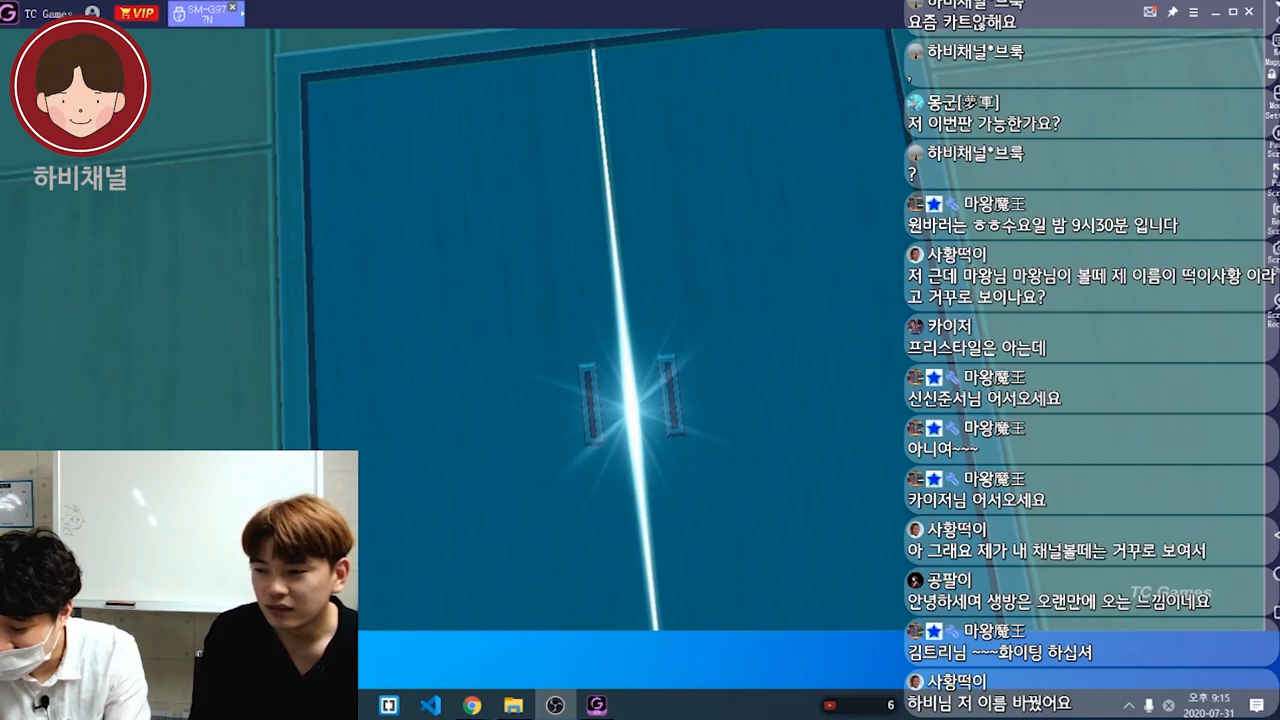 TC Games
VIP
SM-G97
7N
하비채널
하비채널*브룩
요즘 카트않해요
하비채널*브룩
,
몽군[夢軍]
저 이번판 가능한가요?
하비채널*브룩
?
마왕魔王
원바러는 ㅎㅎ수요일 밤 9시30분 입니다
사황떡이
저 근데 마왕님 마왕님이 볼떼 제 이름이 떡이사황 이라
고 거꾸로 보이나요?
카이저
프리스타일은 아는데
마왕魔王
신신준서님 어서오세요
마왕魔王
아니여~~~
마왕魔王
카이저님 어서오세요
사황떡이
아 그래요 제가 내 채널볼떼는 거꾸로 보여서
공팔이
안녕하세여 생방은 오랜만에 오는 느낌이네요
TC Games
마왕魔王
김트리님 ~~~화이팅 하십셔
사황떡이
하비님 저 이름 바꿨어요
6
오후 9:15
2020-07-31